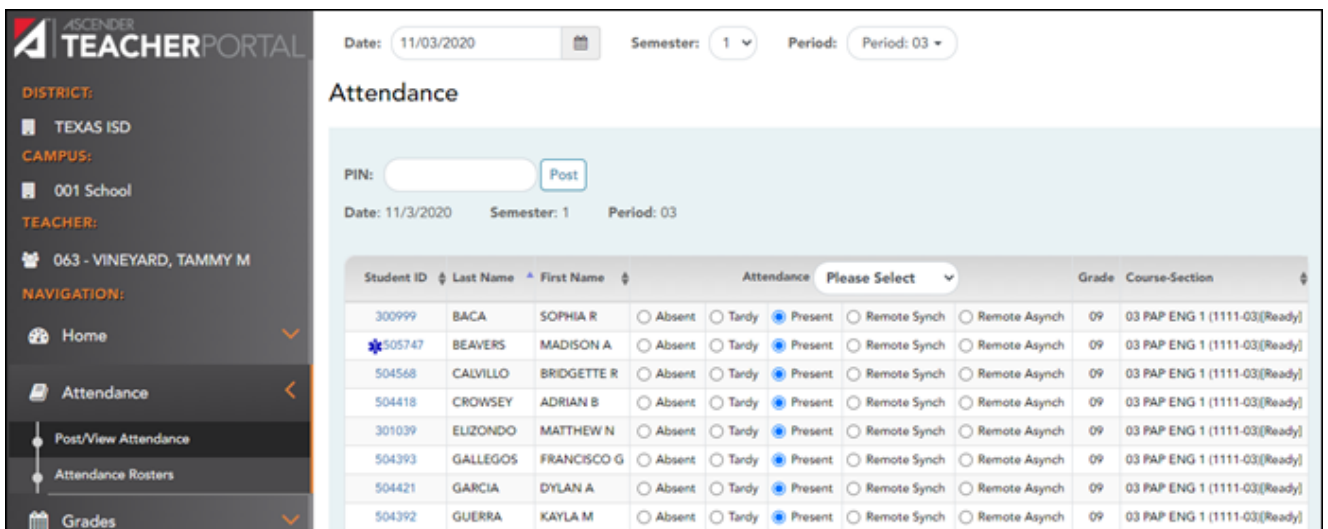 ASCENDER
TEACHERPORTAL
DISTRICT:
TEXAS ISD
CAMPUS:
001 School
TEACHER:
063 - VINEYARD, TAMMY M
NAVIGATION:
Home
Attendance
Post/View Attendance
Attendance Rosters
Grades
Date: 11/03/2020 Semester: 1 Period: Period: 03
Attendance
PIN: Post
Date: 11/3/2020 Semester: 1 Period: 03
Student ID Last Name First Name Attendance Please Select Grade Course-Section
300999 BACA SOPHIA R Absent Tardy Present Remote Synch Remote Asynch 09 03 PAP ENG 1 (1111-03)[Ready]
505747 BEAVERS MADISON A Absent Tardy Present Remote Synch Remote Asynch 09 03 PAP ENG 1 (1111-03)[Ready]
504568 CALVILLO BRIDGETTE R Absent Tardy Present Remote Synch Remote Asynch 09 03 PAP ENG 1 (1111-03)[Ready]
504418 CROWSEY ADRIAN B Absent Tardy Present Remote Synch Remote Asynch 09 03 PAP ENG 1 (1111-03)[Ready]
301039 ELIZONDO MATTHEW N Absent Tardy Present Remote Synch Remote Asynch 09 03 PAP ENG 1 (1111-03)[Ready]
504393 GALLEGOS FRANCISCO G Absent Tardy Present Remote Synch Remote Asynch 09 03 PAP ENG 1 (1111-03)[Ready]
504421 GARCIA DYLAN A Absent Tardy Present Remote Synch Remote Asynch 09 03 PAP ENG 1 (1111-03)[Ready]
504392 GUERRA KAYLA M Absent Tardy Present Remote Synch Remote Asynch 09 03 PAP ENG 1 (1111-03)[Ready]